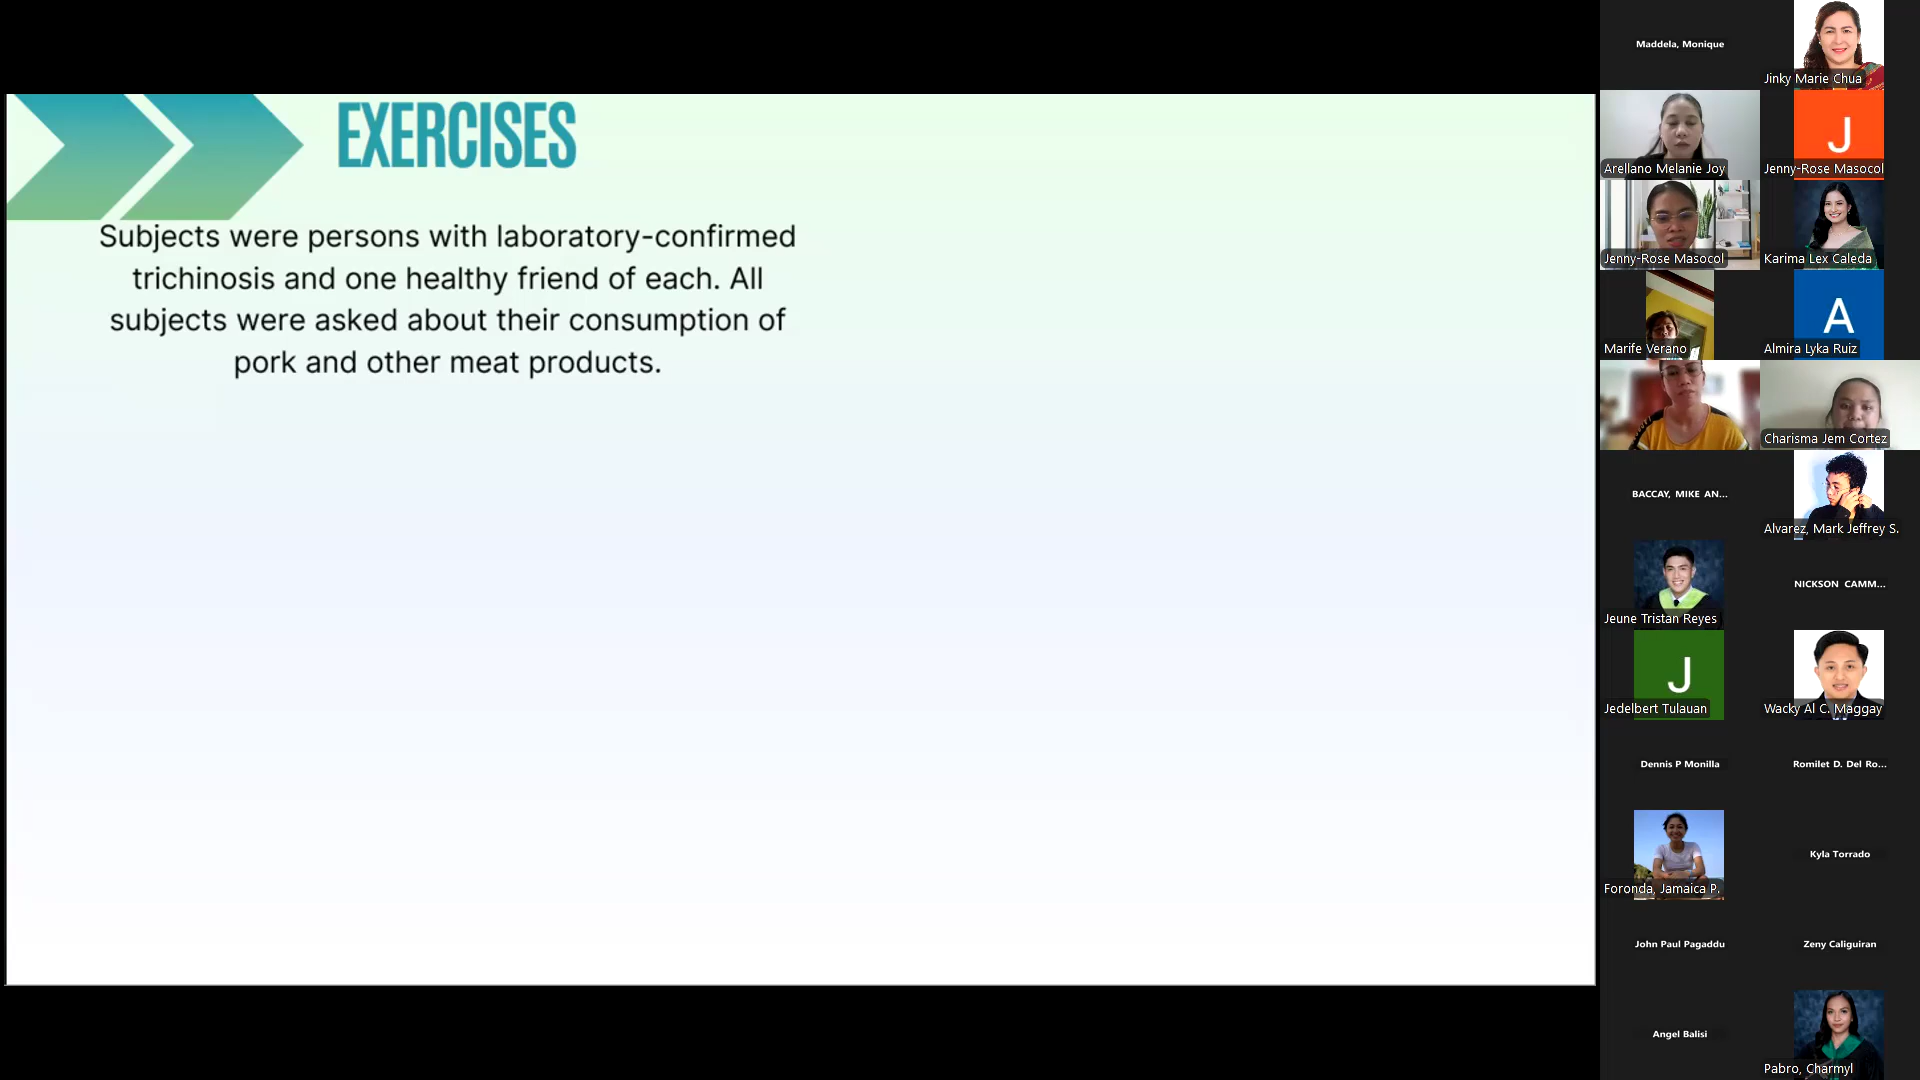 EXERCISES
Subjects were persons with laboratory-confirmed
trichinosis and one healthy friend of each. All
subjects were asked about their consumption of
pork and other meat products.
Maddela, Monique
Jinky Marie Chua
Arellano Melanie Joy
J
Jenny-Rose Masocol
Jenny-Rose Masocol
Karima Lex Caleda
Marife Verano
A
Almira Lyka Ruiz
Charisma Jem Cortez
BACCAY, MIKE AN...
Alvarez, Mark Jeffrey S.
Jeune Tristan Reyes
NICKSON CAMM...
J
Jedelbert Tulauan
Wacky Al C. Maggay
Dennis P Monilla
Romilet D. Del Ro...
Foronda, Jamaica P.
Kyla Torrado
John Paul Pagaddu
Zeny Caliguiran
Angel Balisi
Pabro, Charmyl